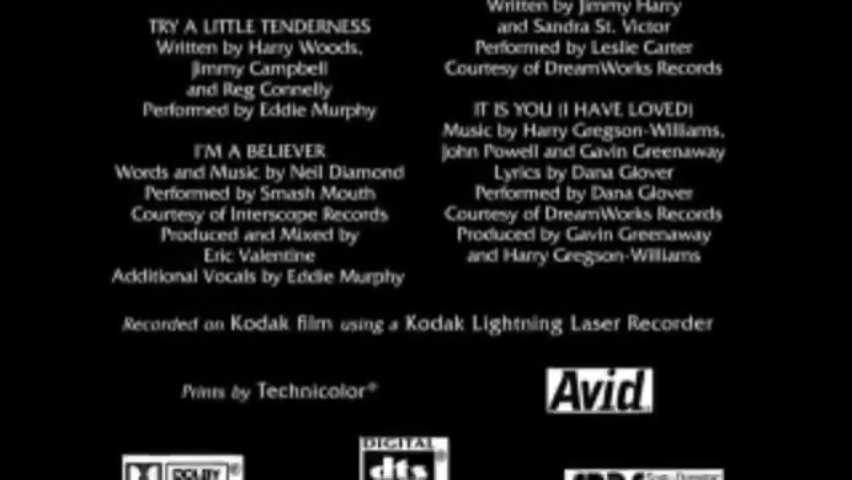 TRY A LITTLE TENDERNESS
Written by Harry Woods,
Jimmy Campbell
and Reg Connelly
Performed by Eddie Murphy
I'M A BELIEVER
Words and Music by Neil Diamond
Performed by Smash Mouth
Courtesy of Interscope Records
Produced and Mixed by
Eric Valentine
Additional Vocals by Eddie Murphy
Written by Jimmy Harry
and Sandra St. Victor
Performed by Leslie Carter
Courtesy of DreamWorks Records
IT IS YOU (I HAVE LOVED)
Music by Harry Gregson-Williams,
John Powell and Gavin Greenaway
Lyrics by Dana Glover
Performed by Dana Glover
Courtesy of DreamWorks Records
Produced by Gavin Greenaway
and Harry Gregson-Williams
Recorded on Kodak film using a Kodak Lightning Laser Recorder
Prints by Technicolor®
Avid
DOLBY ®
DIGITAL
dts ®